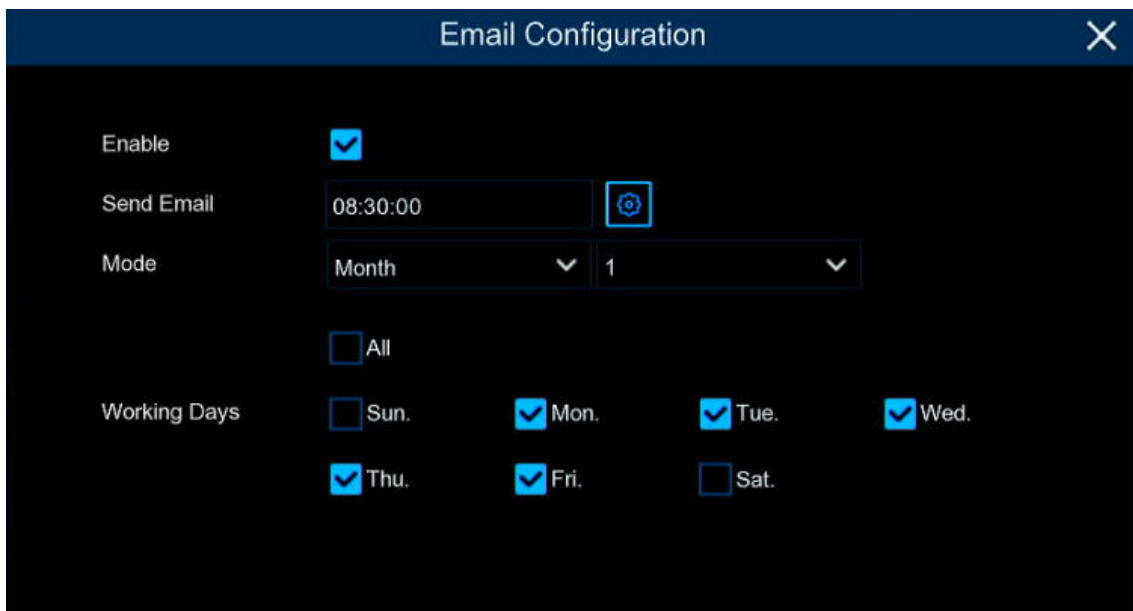 Email Configuration
Enable
Send Email 08:30:00
Mode Month 1
All
Working Days Sun. Mon. Tue. Wed.
Thu. Fri. Sat.